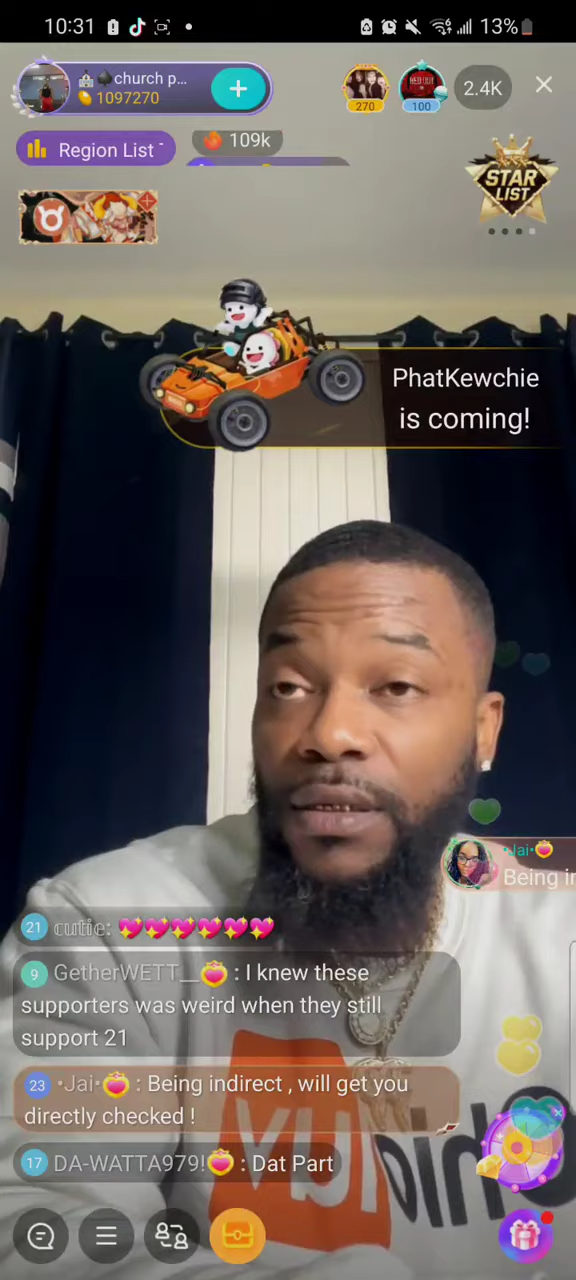 10:31
13%
church p...
1097270
270
100
2.4K
Region List
109k
STAR
LIST
PhatKewchie
is coming!
•Jai•
Being in
21 cutie:
9 GetherWETT__ : I knew these
supporters was weird when they still
support 21
23 •Jai• : Being indirect , will get you
directly checked !
17 DA-WATTA979! : Dat Part